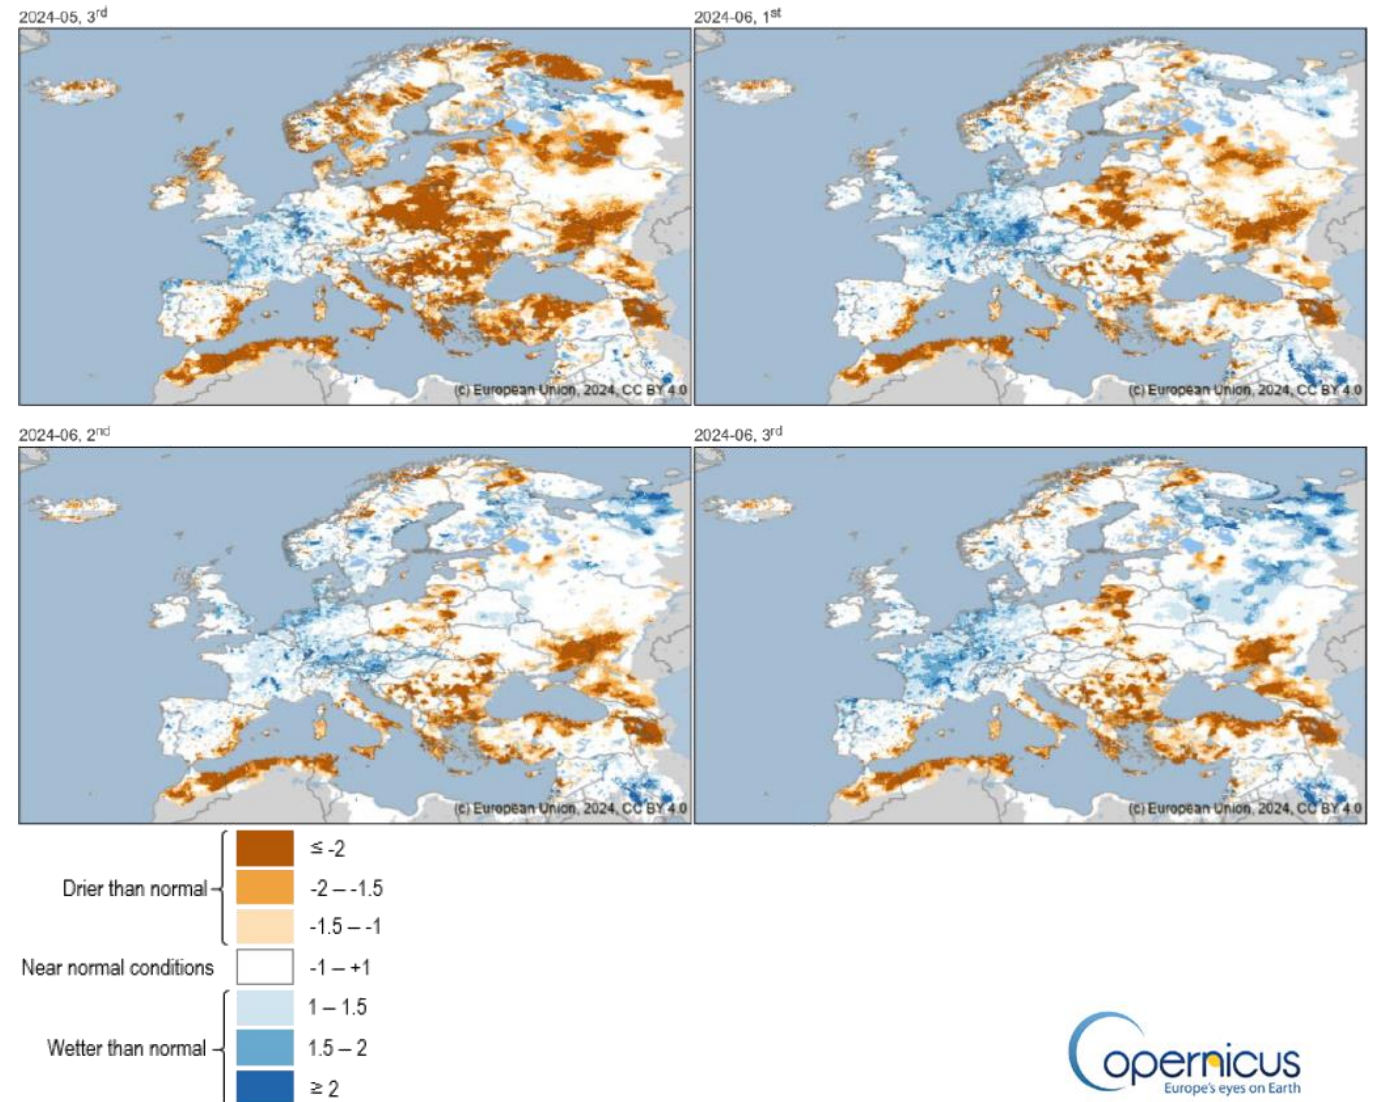 2024-05, 3rd
2024-06, 1st
(c) European Union, 2024, CC BY 4.0
(c) European Union, 2024, CC BY 4.0
2024-06, 2nd
2024-06, 3rd
(c) European Union, 2024, CC BY 4.0
(c) European Union, 2024, CC BY 4.0
Drier than normal
≤ -2
-2 – -1.5
-1.5 – -1
Near normal conditions
-1 – +1
Wetter than normal
1 – 1.5
1.5 – 2
≥ 2
opernicus
Europe's eyes on Earth